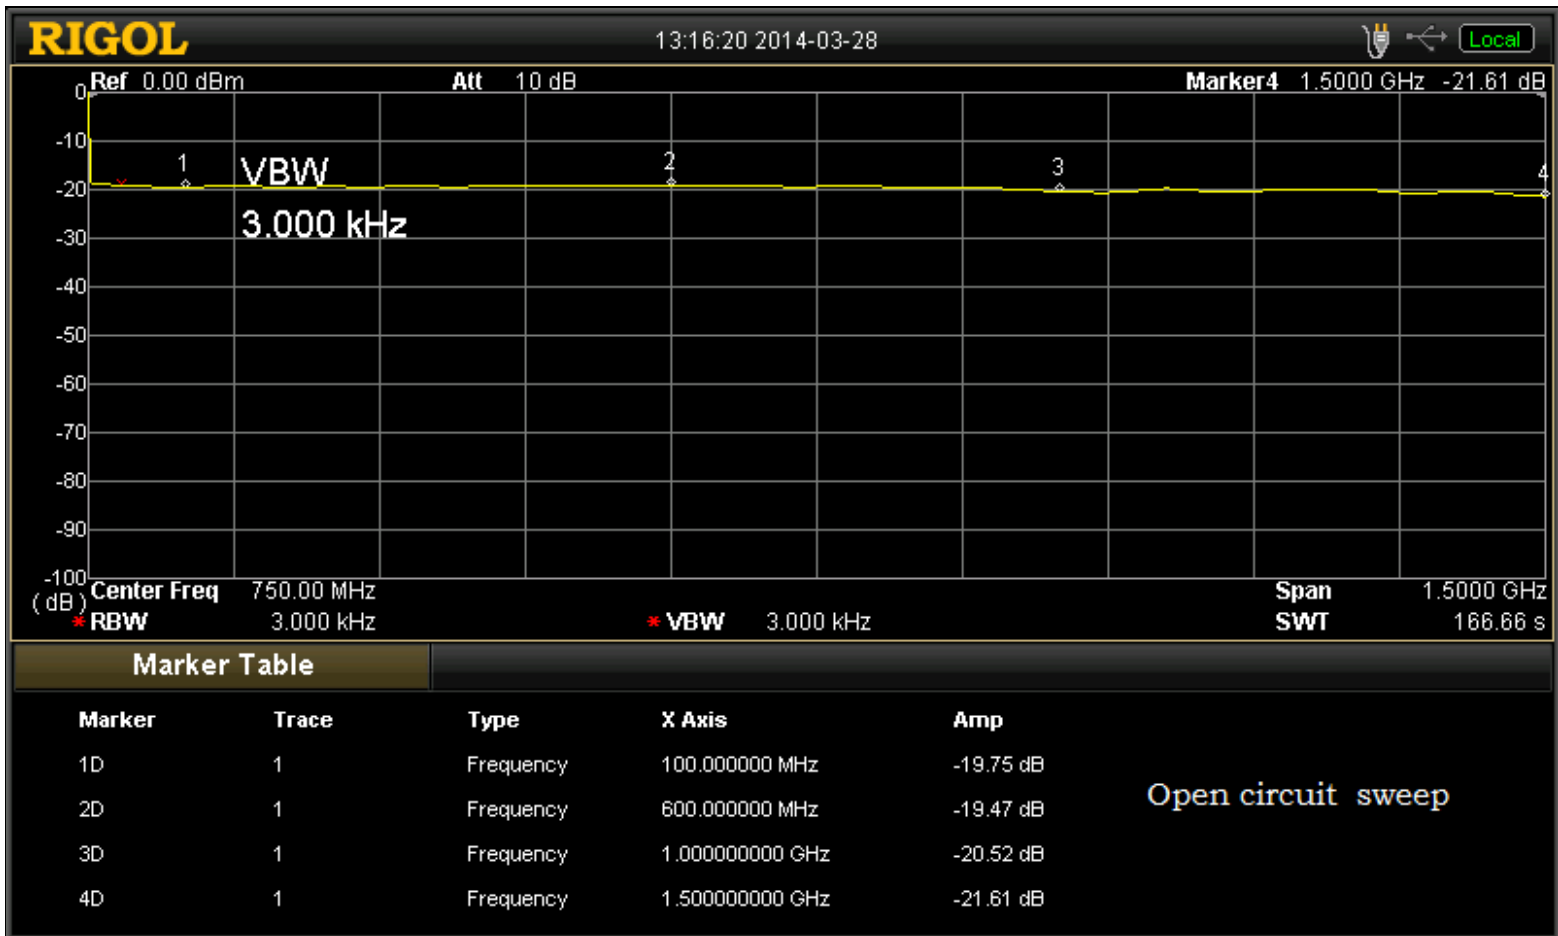 RIGOL 13:16:20 2014-03-28 Local
Ref 0.00 dBm Att 10 dB Marker4 1.5000 GHz -21.61 dB
0
-10
1 2 3 4
VBW
-20
3.000 kHz
-30
-40
-50
-60
-70
-80
-90
-100
(dB)
Center Freq 750.00 MHz Span 1.5000 GHz
* RBW 3.000 kHz * VBW 3.000 kHz SWT 166.66 s
Marker Table
Marker Trace Type X Axis Amp
1D 1 Frequency 100.000000 MHz -19.75 dB
Open circuit sweep
2D 1 Frequency 600.000000 MHz -19.47 dB
3D 1 Frequency 1.000000000 GHz -20.52 dB
4D 1 Frequency 1.500000000 GHz -21.61 dB